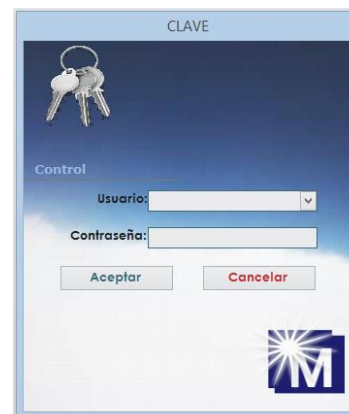 CLAVE
Control
Usuario:
Contraseña:
Aceptar Cancelar
M